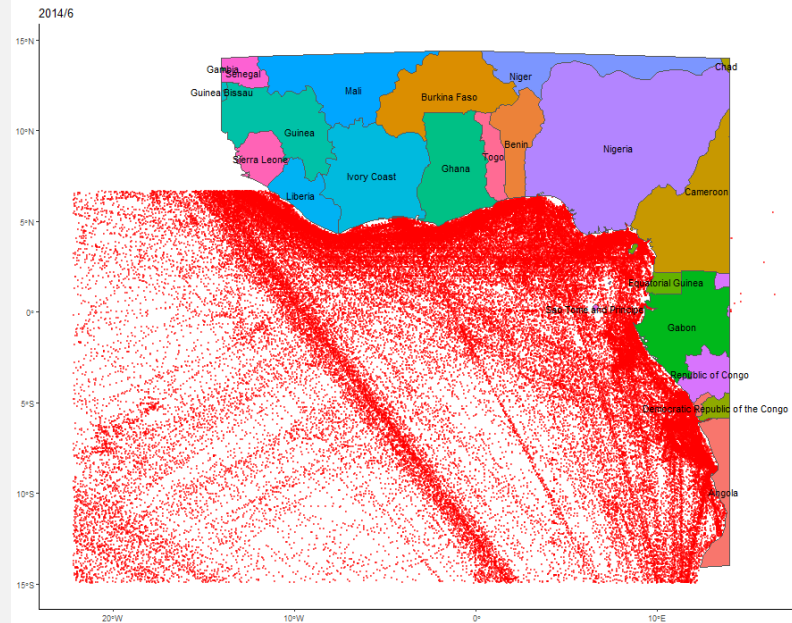 2014/6
15°N
Chad
Gambia
Senegal
Niger
Mali
Guinea Bissau
Burkina Faso
10°N
Guinea
Benin
Nigeria
Togo
Sierra Leone
Ghana
Ivory Coast
Cameroon
Liberia
5°N
Equatorial Guinea
0°
Sao Tome and Principe
Gabon
Republic of Congo
5°S
Democratic Republic of the Congo
10°S
Angola
15°S
20°W
10°W
0°
10°E